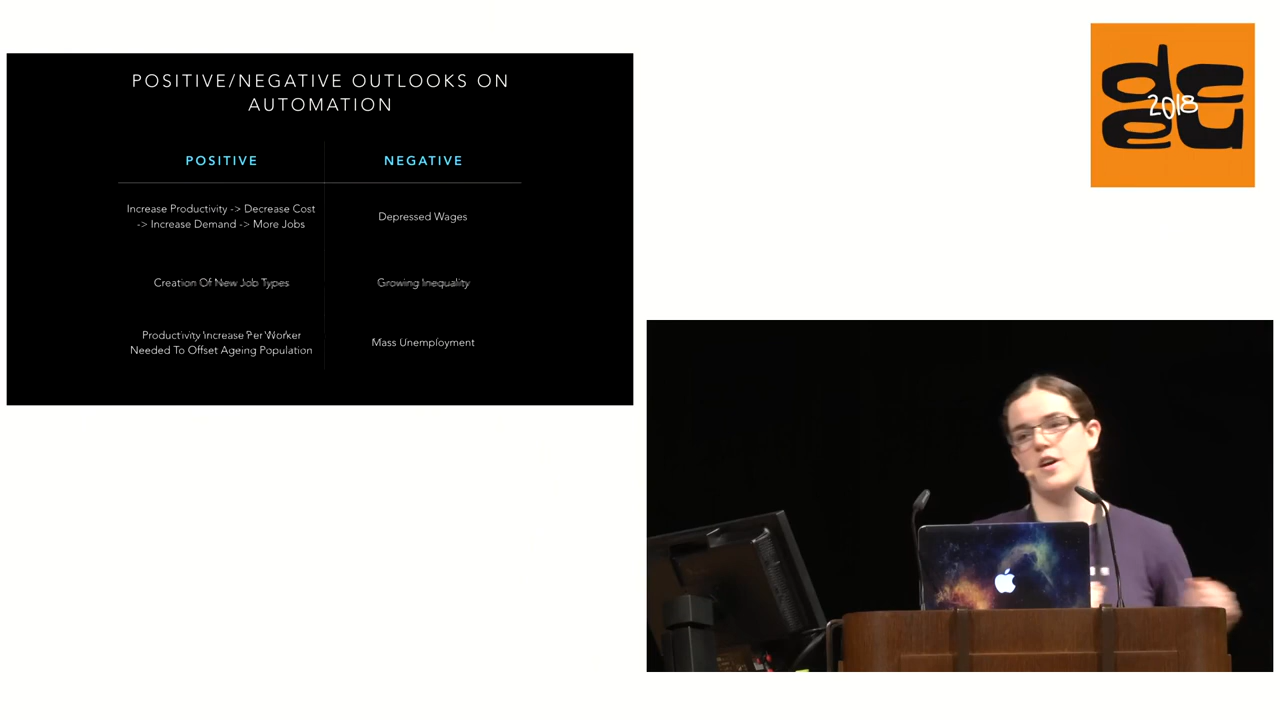 POSITIVE/NEGATIVE OUTLOOKS ON
AUTOMATION
POSITIVE
NEGATIVE
Increase Productivity -> Decrease Cost
-> Increase Demand -> More Jobs
Depressed Wages
Creation Of New Job Types
Growing Inequality
Productivity Increase Per Worker
Needed To Offset Ageing Population
Mass Unemployment
2018